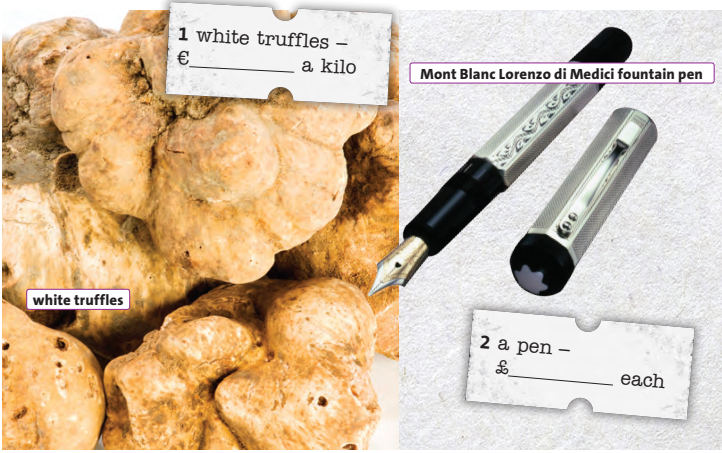 1 white truffles –
€__________ a kilo
Mont Blanc Lorenzo di Medici fountain pen
white truffles
2 a pen –
£__________ each